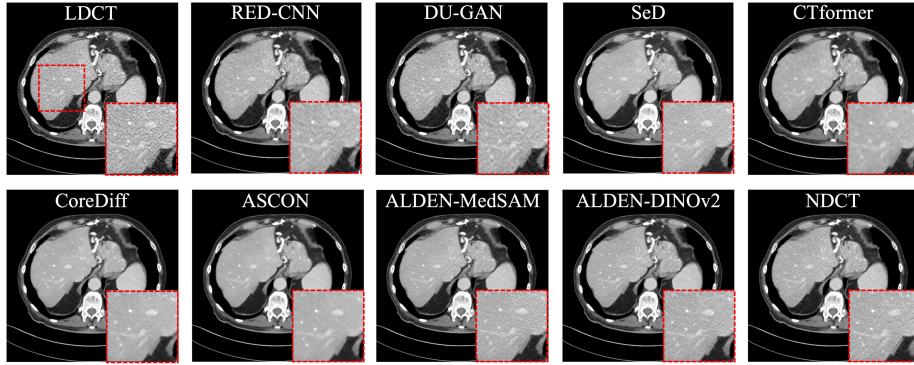 LDCT
RED-CNN
DU-GAN
SeD
CTformer
CoreDiff
ASCON
ALDEN-MedSAM
ALDEN-DINOv2
NDCT